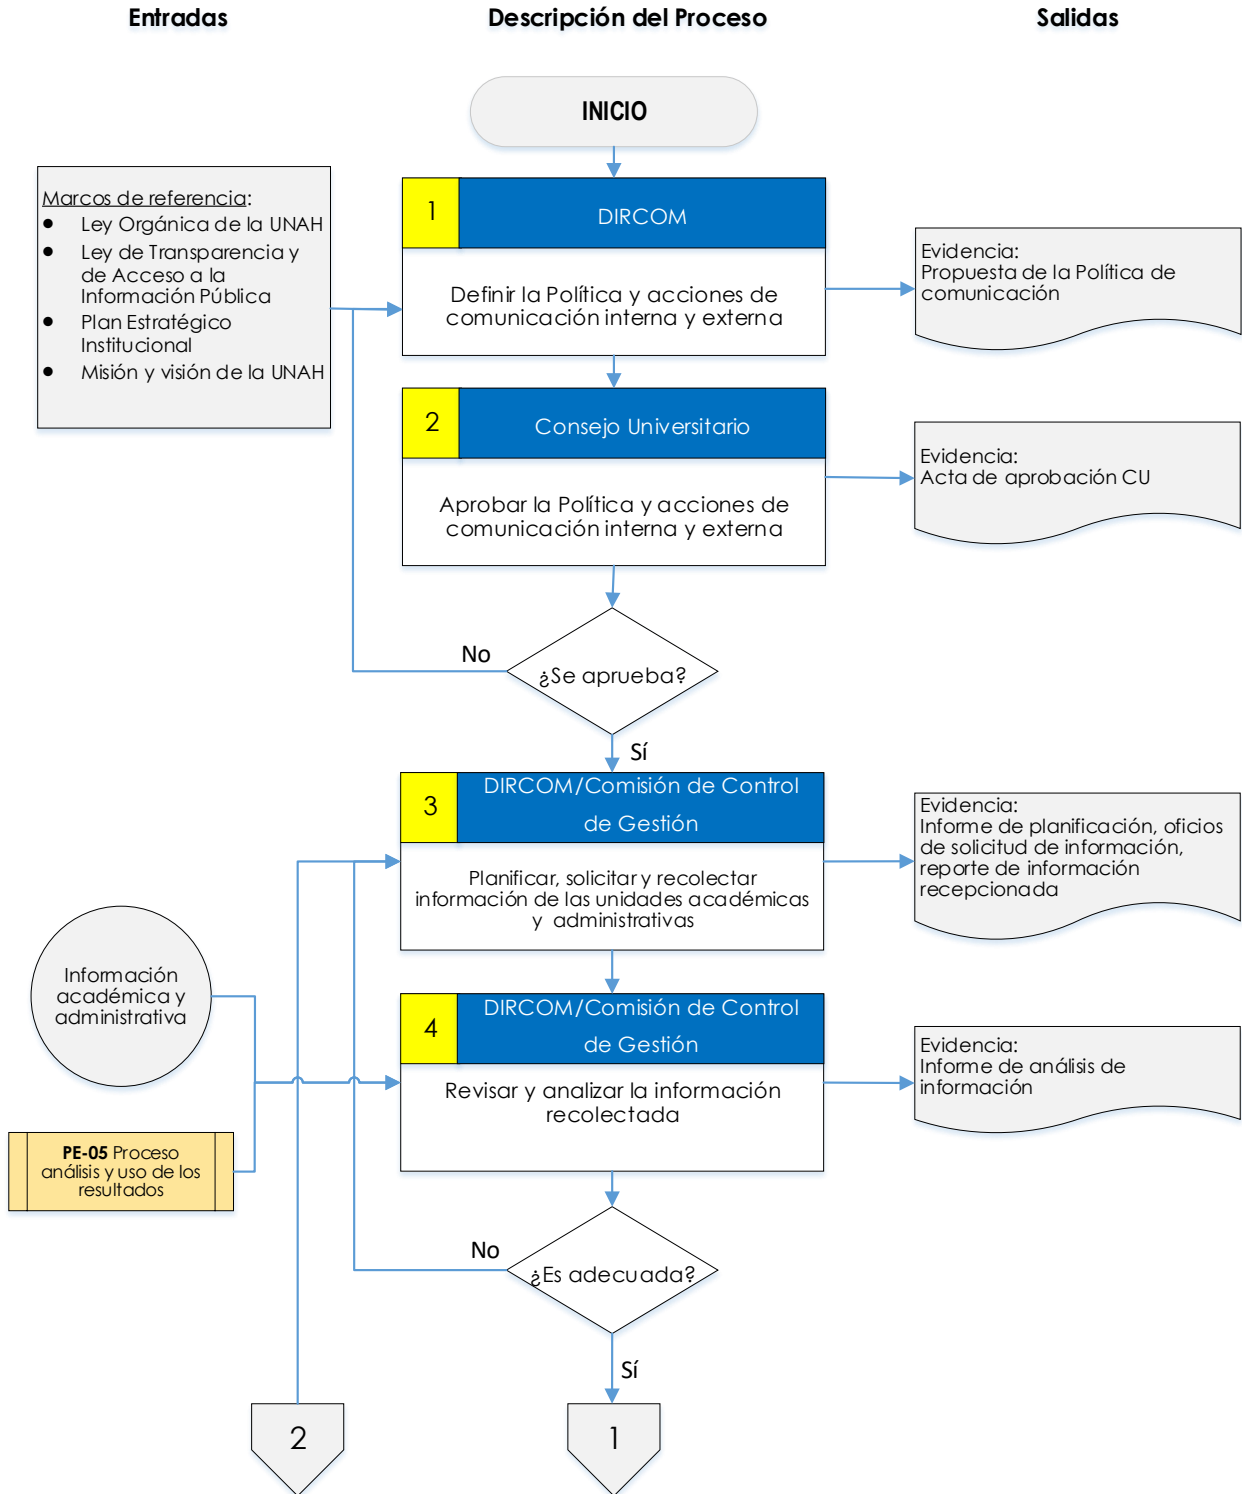 Entradas
Descripción del Proceso
Salidas
INICIO
Marcos de referencia:
• Ley Orgánica de la UNAH
• Ley de Transparencia y
de Acceso a la
Información Pública
• Plan Estratégico
Institucional
• Misión y visión de la UNAH
1
DIRCOM
Definir la Política y acciones de
comunicación interna y externa
Evidencia:
Propuesta de la Política de
comunicación
2
Consejo Universitario
Aprobar la Política y acciones de
comunicación interna y externa
Evidencia:
Acta de aprobación CU
No
¿Se aprueba?
Sí
3
DIRCOM/Comisión de Control
de Gestión
Planificar, solicitar y recolectar
información de las unidades académicas
y administrativas
Evidencia:
Informe de planificación, oficios
de solicitud de información,
reporte de información
recepcionada
Información
académica y
administrativa
4
DIRCOM/Comisión de Control
de Gestión
Revisar y analizar la información
recolectada
Evidencia:
Informe de análisis de
información
PE-05 Proceso
análisis y uso de los
resultados
No
¿Es adecuada?
Sí
2
1